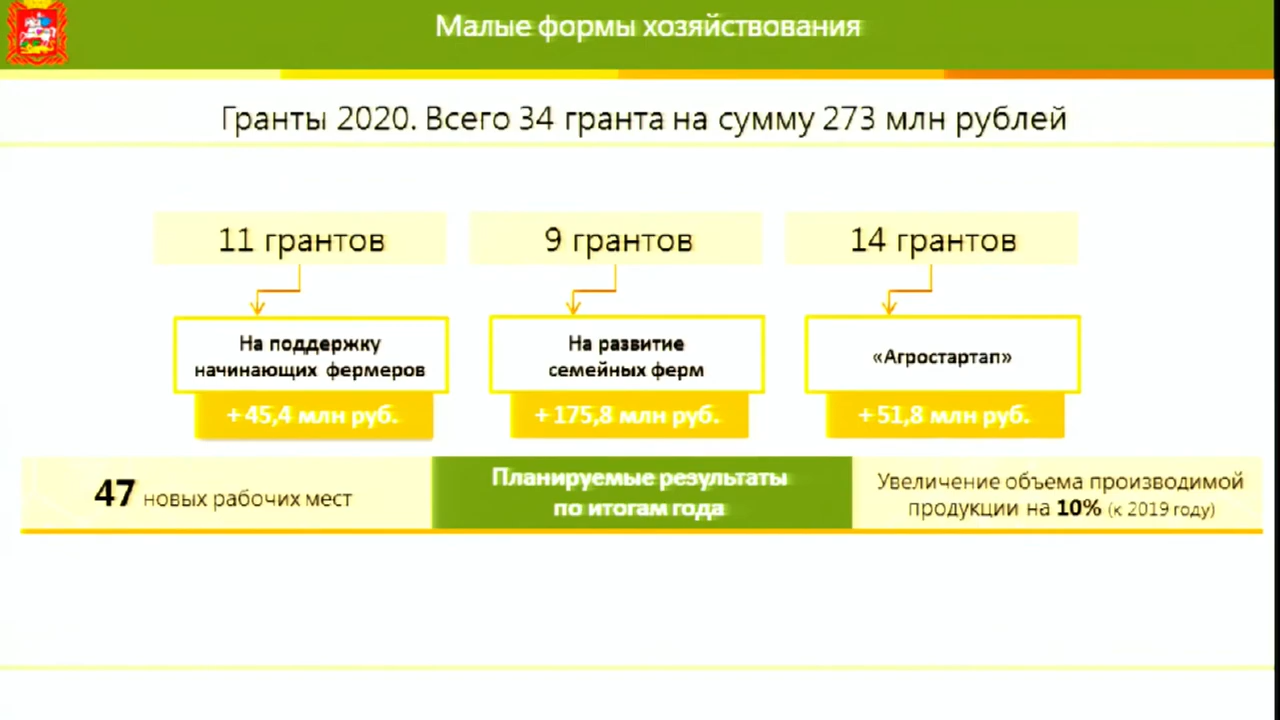 Малые формы хозяйствования
Гранты 2020. Всего 34 гранта на сумму 273 млн рублей
11 грантов
9 грантов
14 грантов
На поддержку
начинающих фермеров
+ 45,4 млн руб.
На развитие
семейных ферм
+ 175,8 млн руб.
«Агростартап»
+ 51,8 млн руб.
47 новых рабочих мест
Планируемые результаты
по итогам года
Увеличение объема производимой
продукции на 10% (к 2019 году)